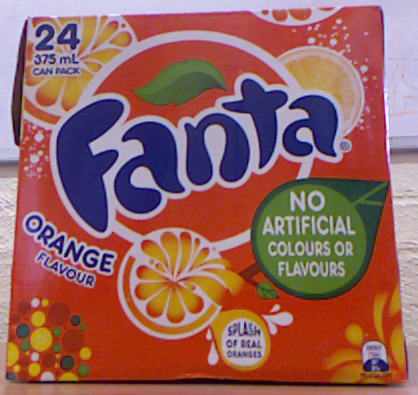 24
375 mL
CAN PACK
Fanta®
NO
ARTIFICIAL
COLOURS OR
FLAVOURS
ORANGE
FLAVOUR
SPLASH
OF REAL
ORANGES